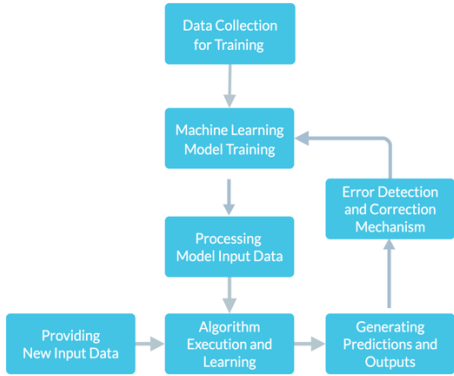 Data Collection
for Training
Machine Learning
Model Training
Error Detection
and Correction
Mechanism
Processing
Model Input Data
Providing
New Input Data
Algorithm
Execution and
Learning
Generating
Predictions and
Outputs